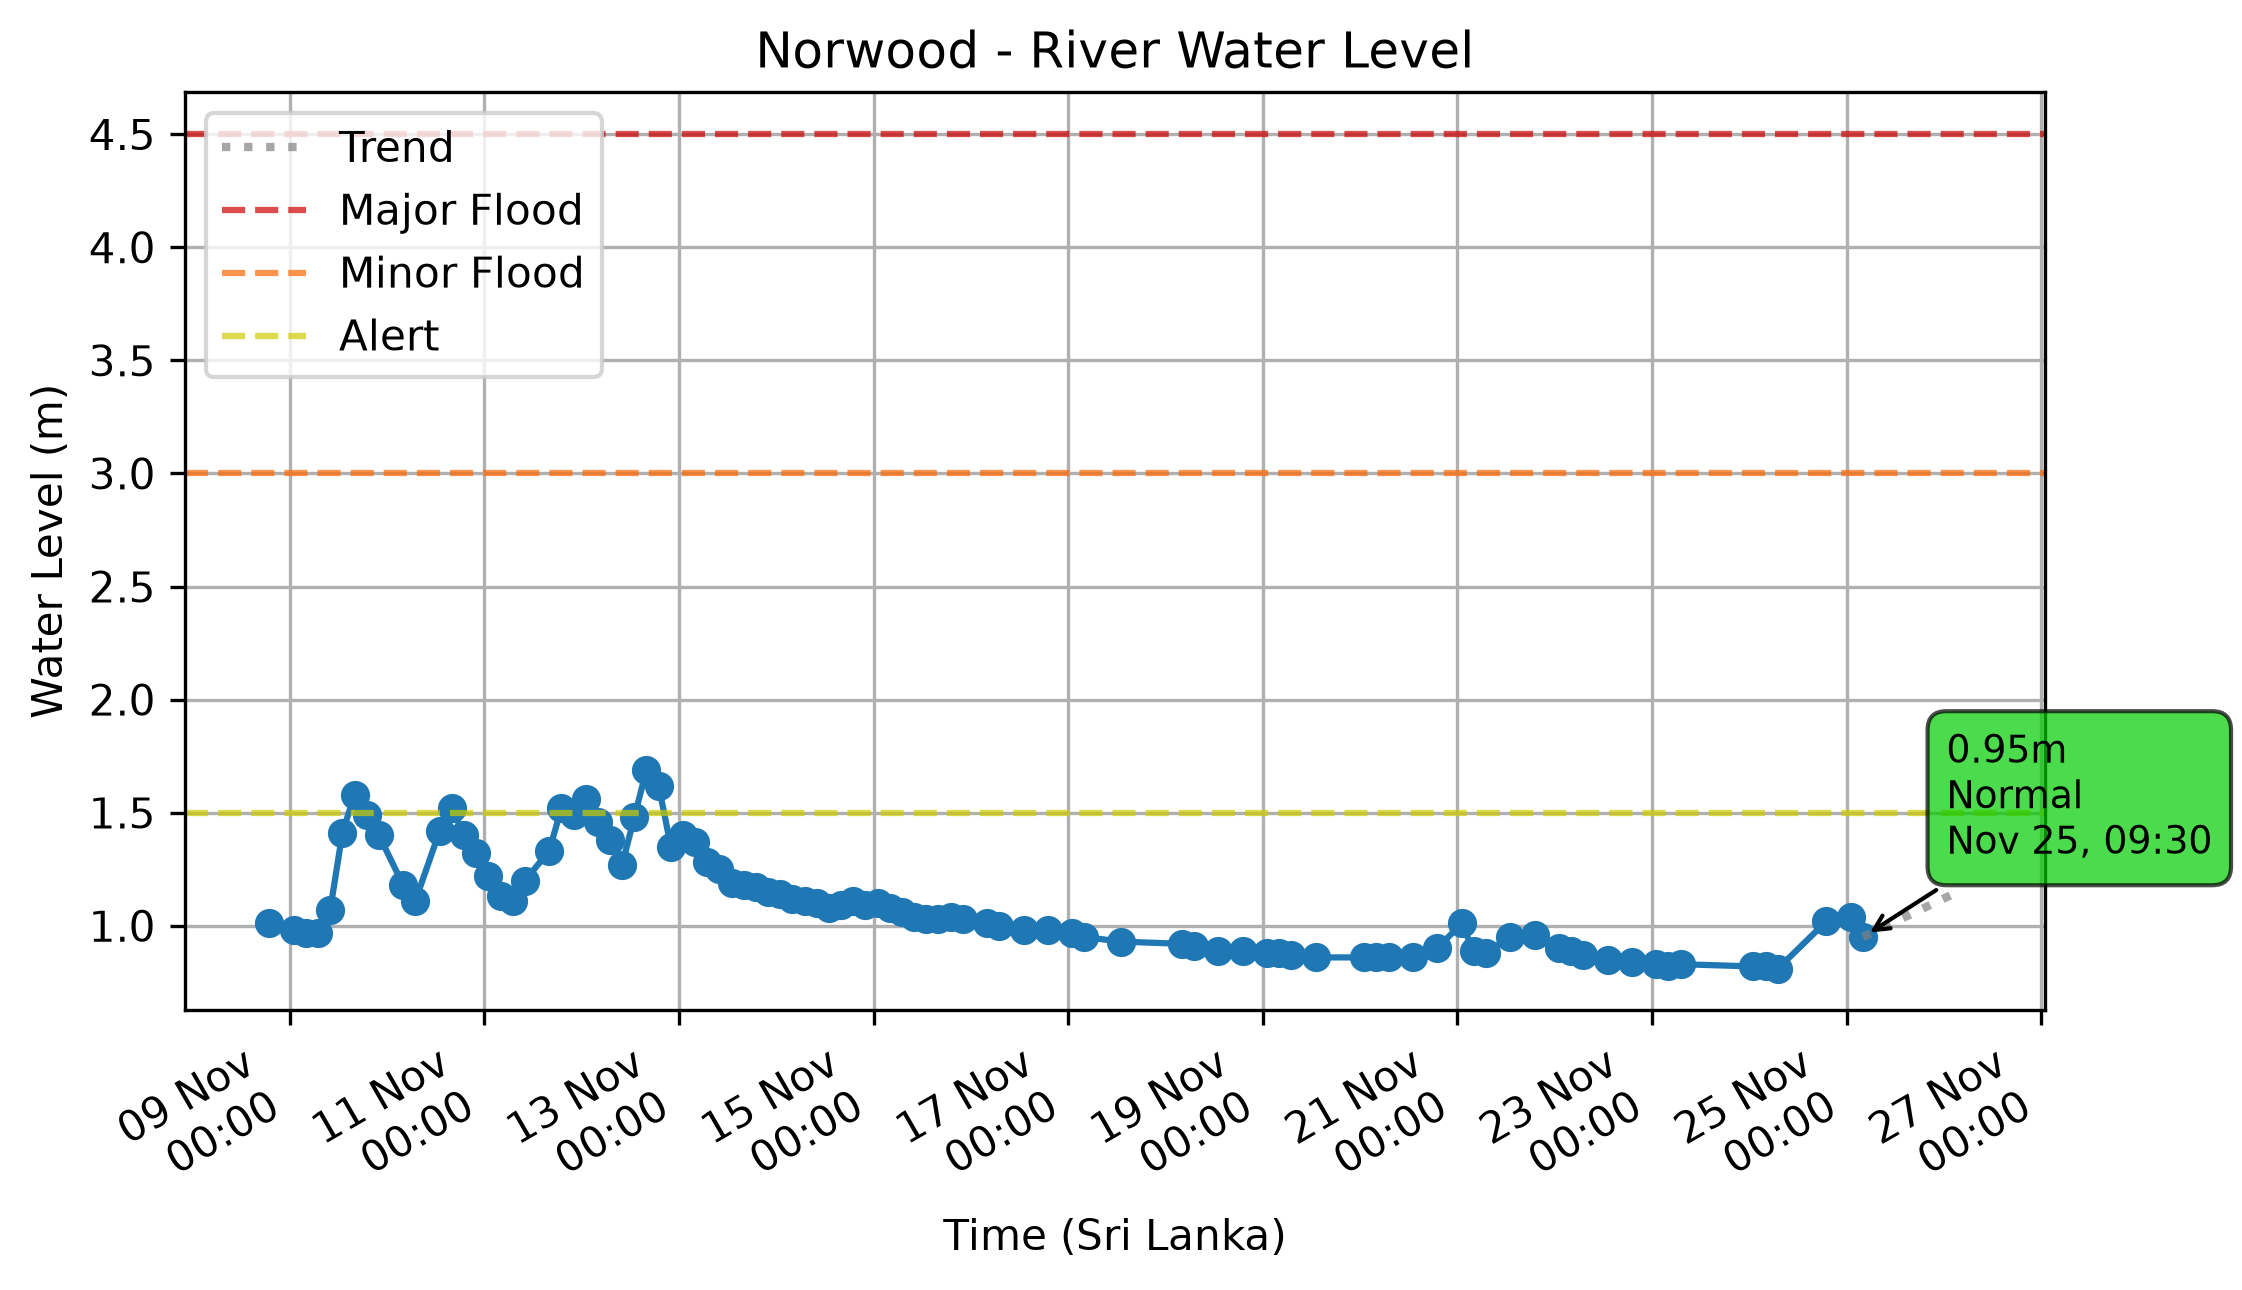 Norwood - River Water Level
4.5
4.0
3.5
3.0
2.5
2.0
1.5
1.0
Water Level (m)
Trend
Major Flood
Minor Flood
Alert
0.95m
Normal
Nov 25, 09:30
09 Nov
00:00
11 Nov
00:00
13 Nov
00:00
15 Nov
00:00
17 Nov
00:00
19 Nov
00:00
21 Nov
00:00
23 Nov
00:00
25 Nov
00:00
27 Nov
00:00
Time (Sri Lanka)